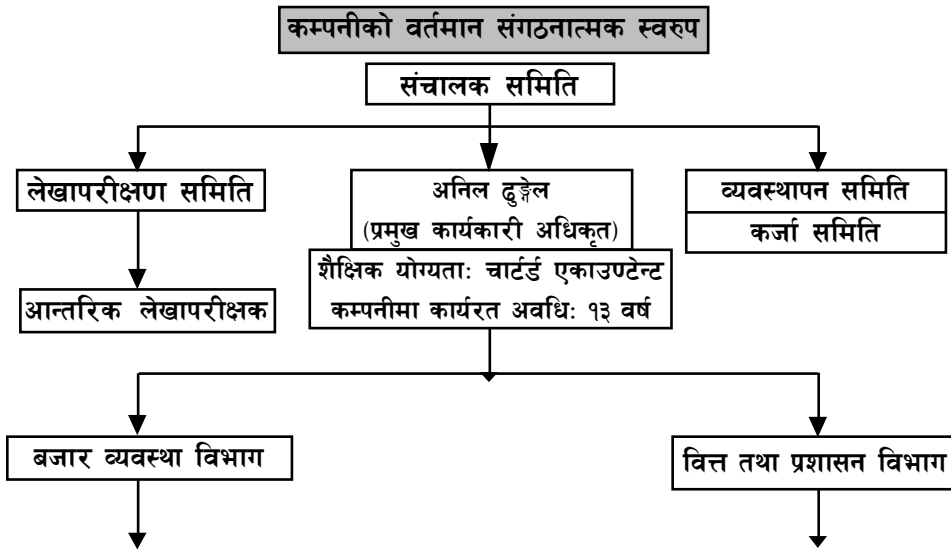 कम्पनीको वर्तमान संगठनात्मक स्वरुप
संचालक समिति
लेखापरीक्षण समिति
अनिल ढुङ्गेल
(प्रमुख कार्यकारी अधिकृत)
व्यवस्थापन समिति
कर्जा समिति
शैक्षिक योग्यताः चार्टर्ड एकाउण्टेन्ट
कम्पनीमा कार्यरत अवधिः १३ वर्ष
आन्तरिक लेखापरीक्षक
बजार व्यवस्था विभाग
वित्त तथा प्रशासन विभाग